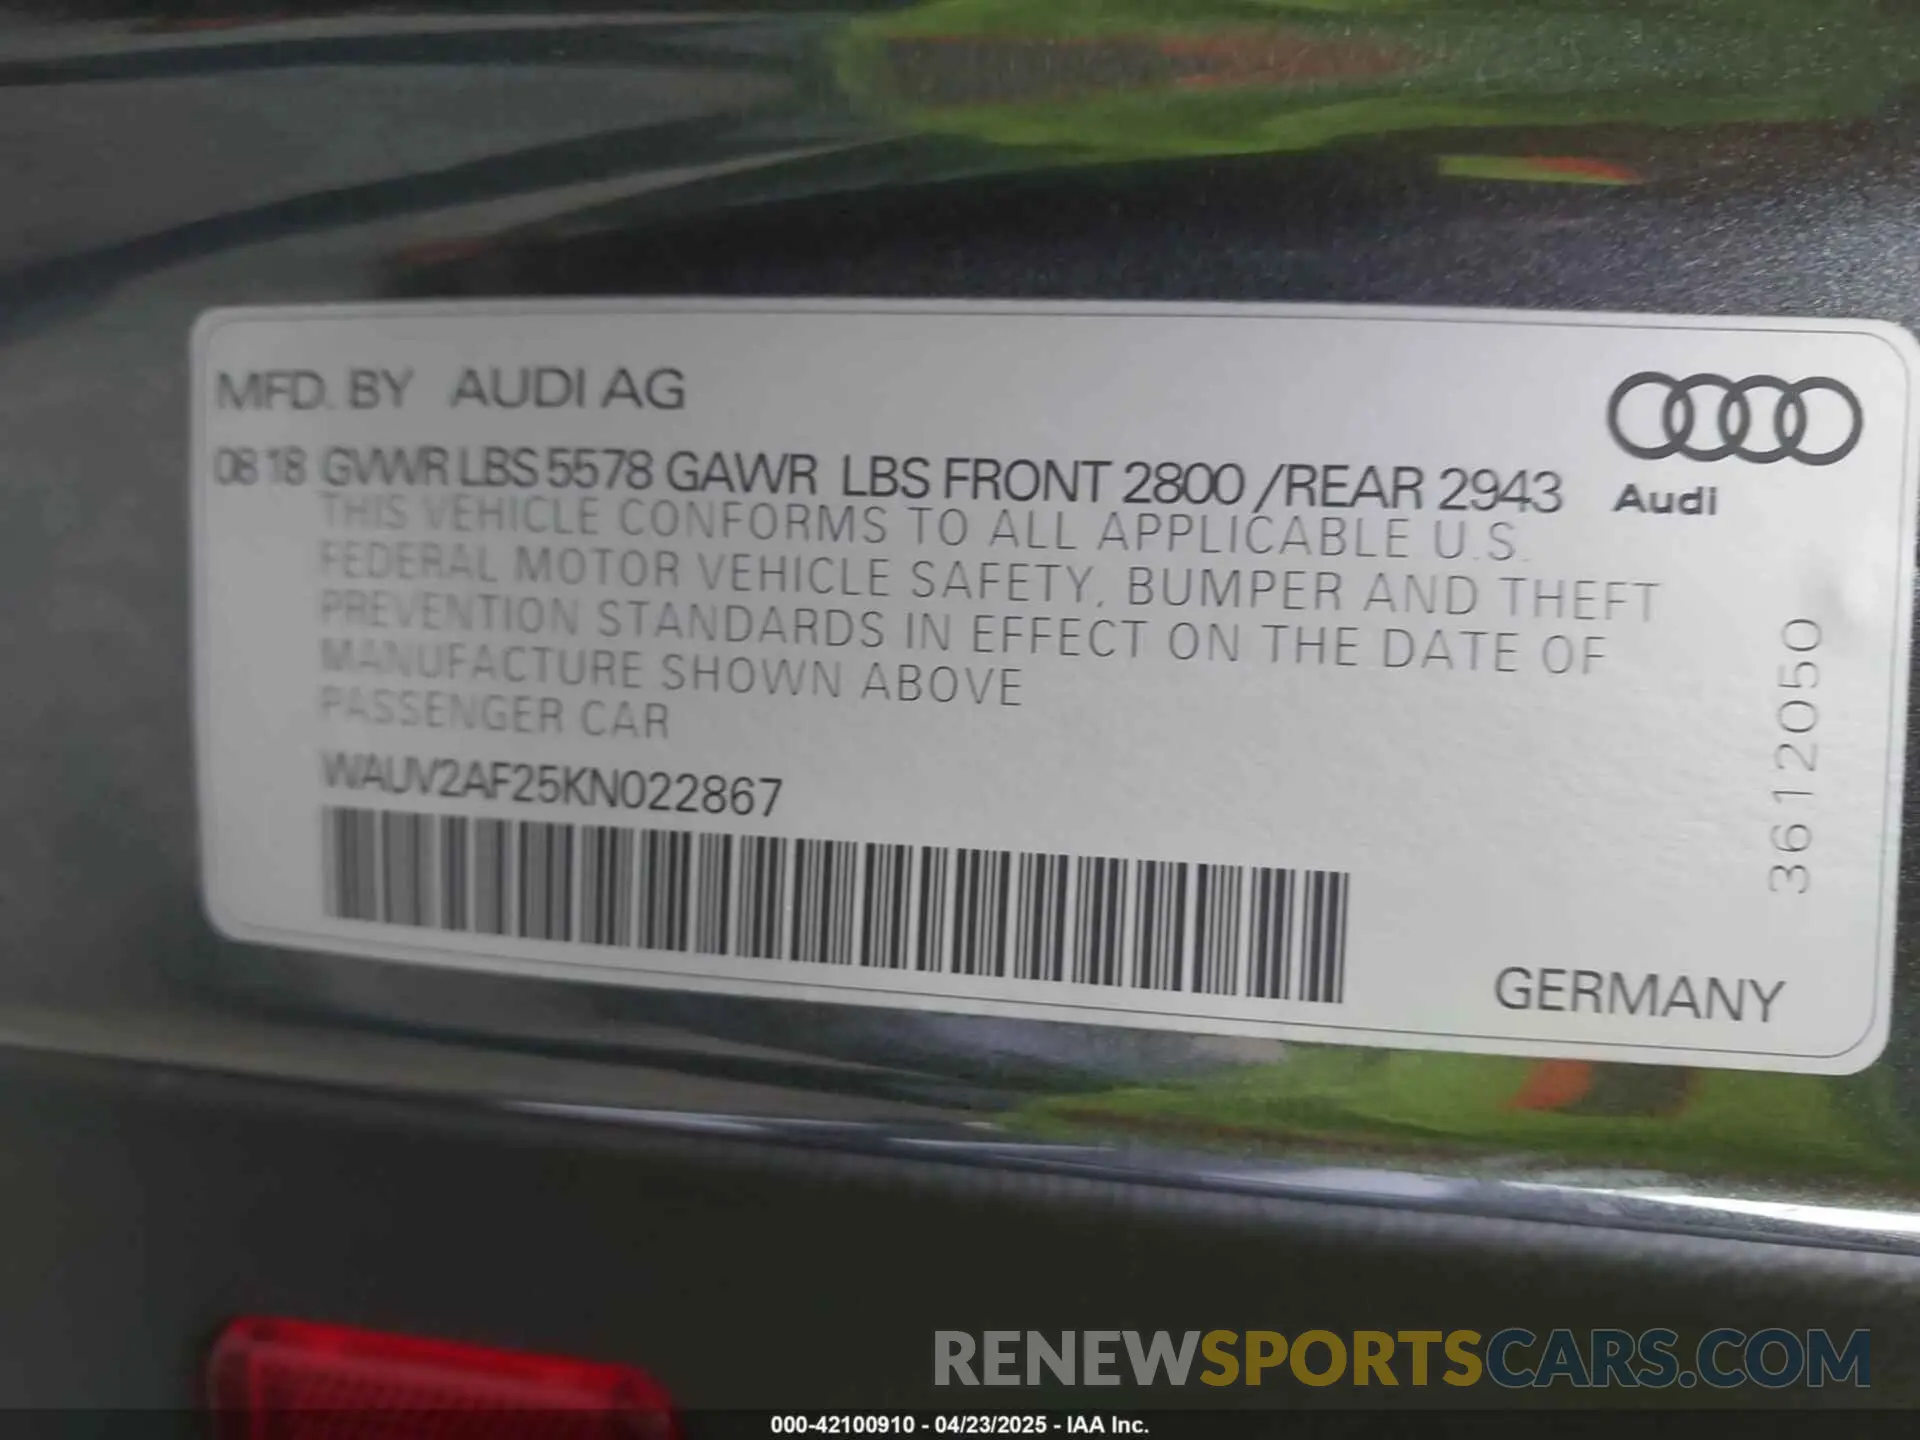 MFD. BY AUDI AG
0818 GVWR LBS 5578 GAWR LBS FRONT 2800 /REAR 2943
Audi
THIS VEHICLE CONFORMS TO ALL APPLICABLE U.S.
FEDERAL MOTOR VEHICLE SAFETY, BUMPER AND THEFT
PREVENTION STANDARDS IN EFFECT ON THE DATE OF
MANUFACTURE SHOWN ABOVE
PASSENGER CAR
WAUV2AF25KN022867
3612050
GERMANY
RENEWSPORTSCARS.COM
000-42100910 - 04/23/2025 - IAA Inc.